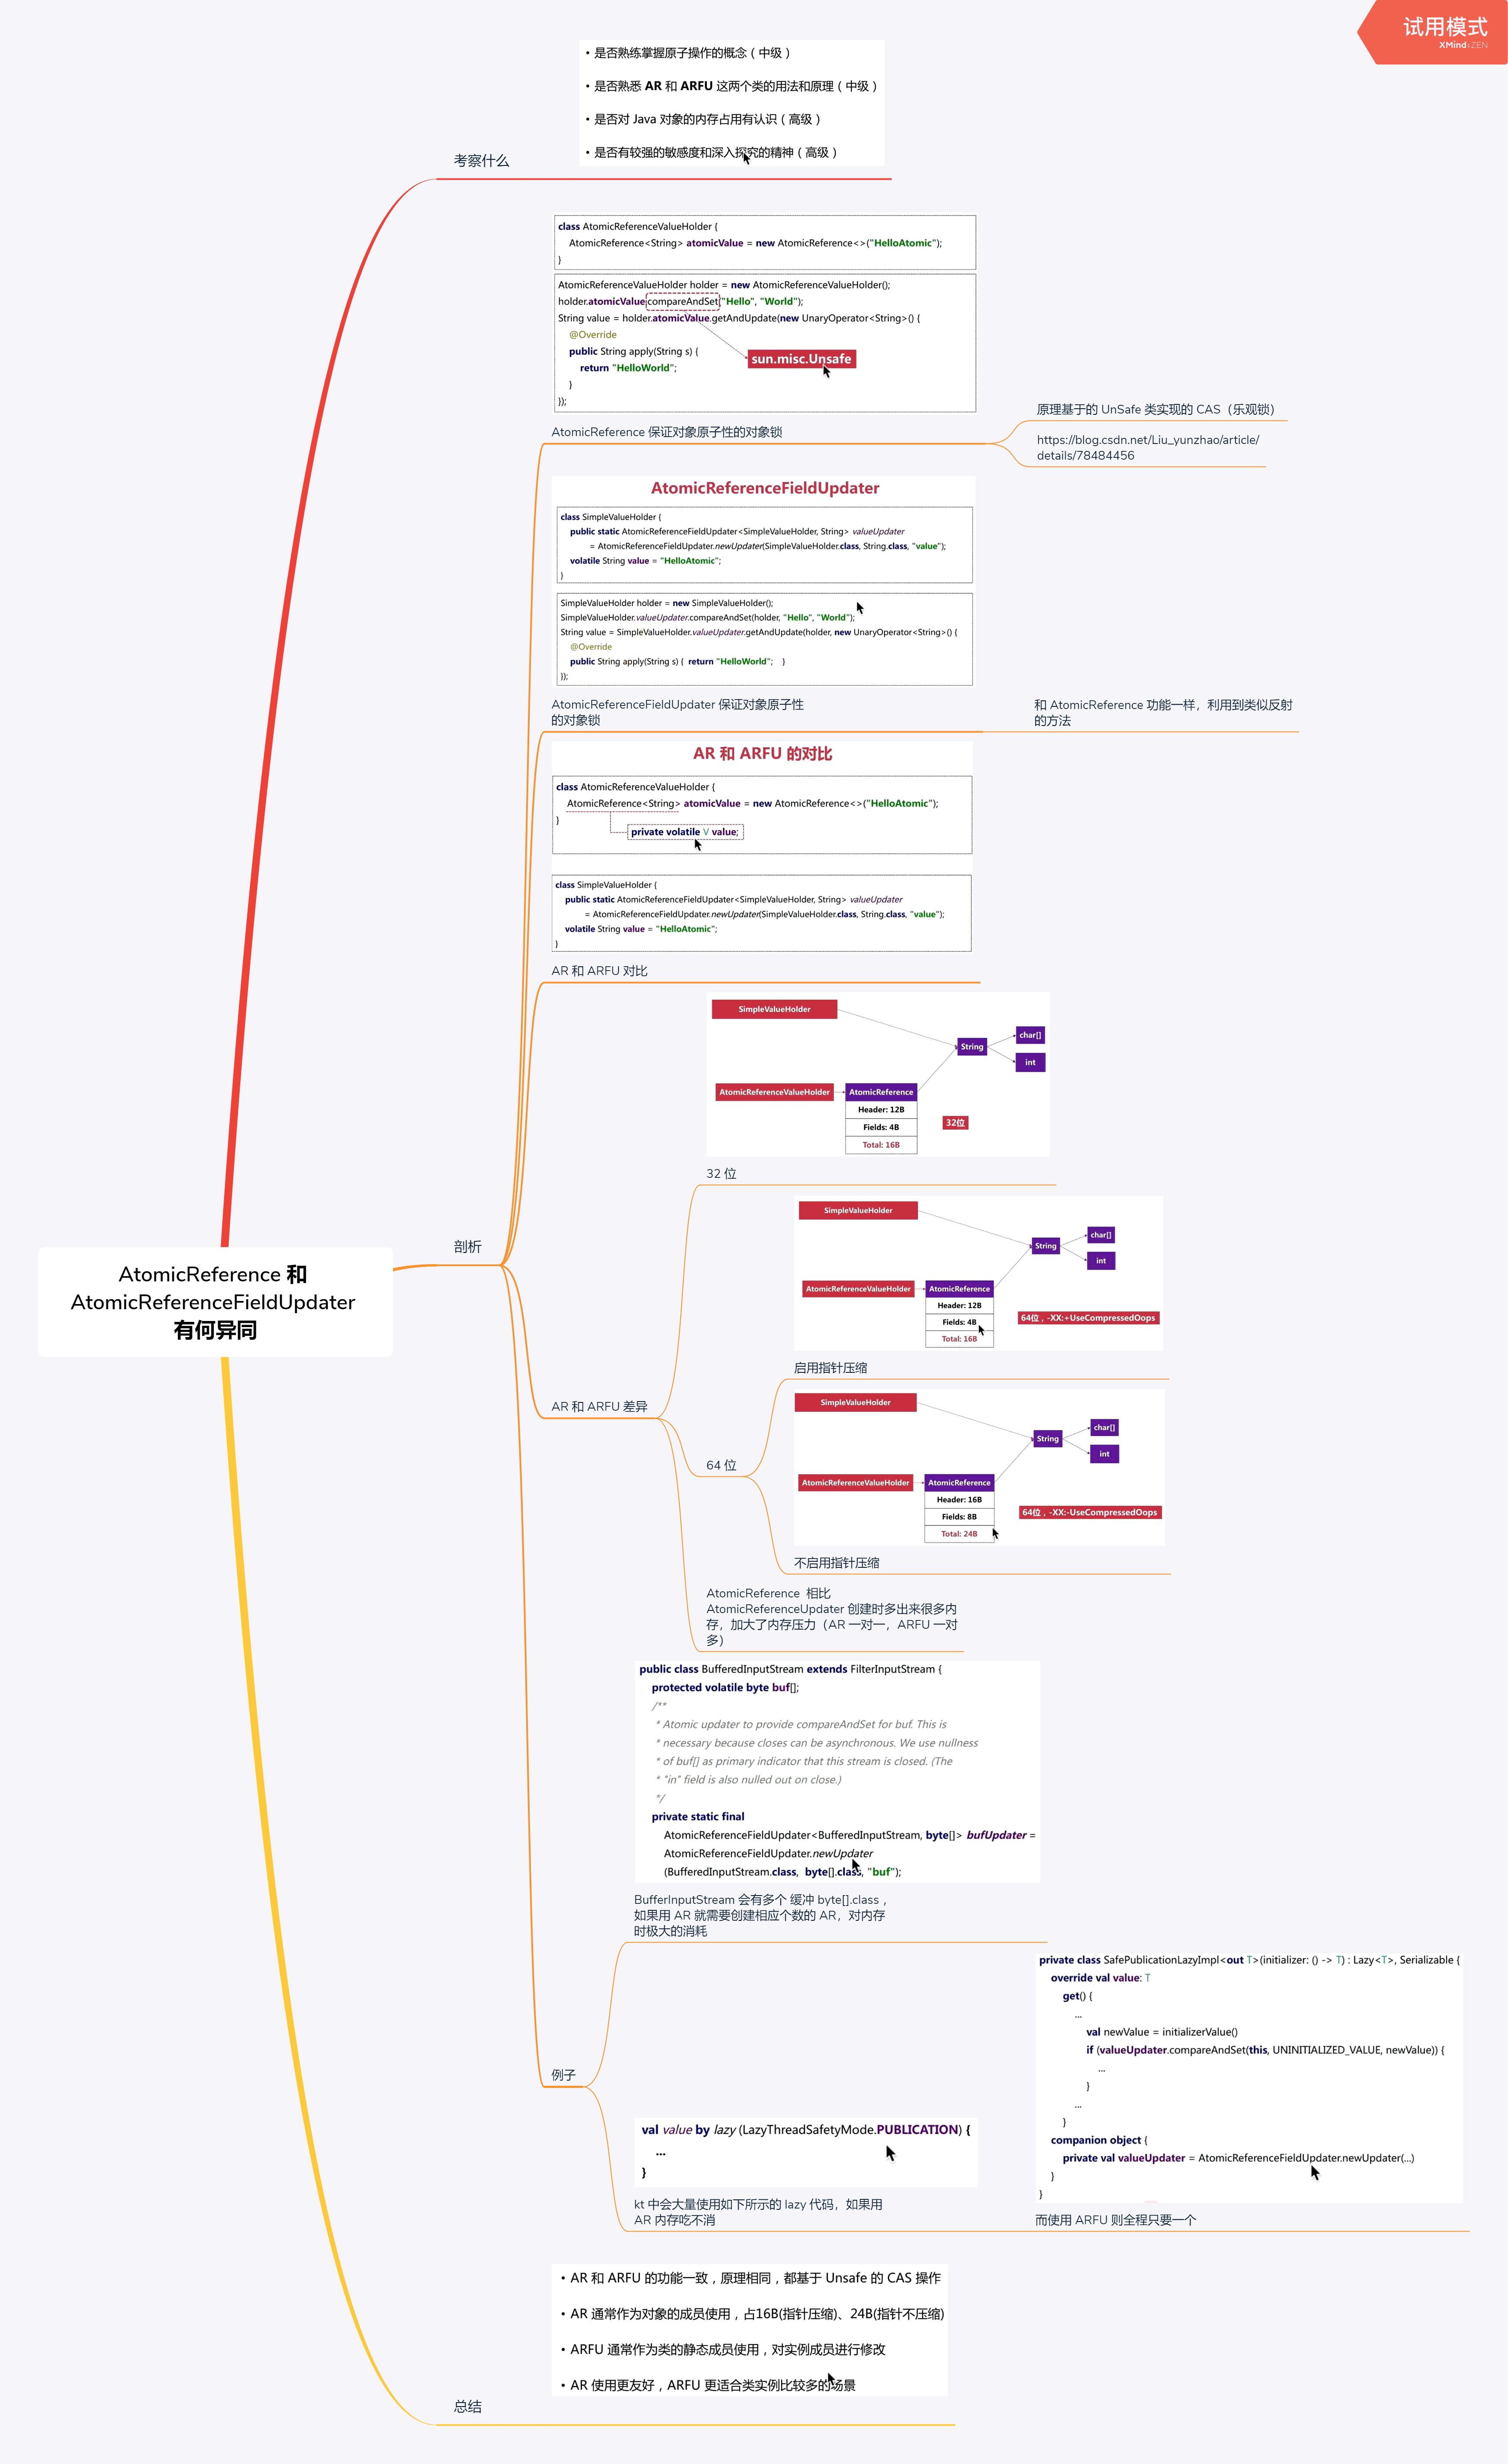 试用模式
XMind:ZEN
• 是否熟练掌握原子操作的概念（中级）
• 是否熟悉 AR 和 ARFU 这两个类的用法和原理（中级）
• 是否对 Java 对象的内存占用有认识（高级）
• 是否有较强的敏感度和深入探究的精神（高级）
考察什么
class AtomicReferenceValueHolder {
AtomicReference<String> atomicValue = new AtomicReference<>("HelloAtomic");
}
AtomicReferenceValueHolder holder = new AtomicReferenceValueHolder();
holder.atomicValue.compareAndSet("Hello", "World");
String value = holder.atomicValue.getAndUpdate(new UnaryOperator<String>() {
@Override
public String apply(String s) {
sun.misc.Unsafe
return "HelloWorld";
}
});
AtomicReference 保证对象原子性的对象锁
原理基于的 UnSafe 类实现的 CAS（乐观锁）
https://blog.csdn.net/Liu_yunzhao/article/
details/78484456
AtomicReferenceFieldUpdater
class SimpleValueHolder {
public static AtomicReferenceFieldUpdater<SimpleValueHolder, String> valueUpdater
= AtomicReferenceFieldUpdater.newUpdater(SimpleValueHolder.class, String.class, "value");
volatile String value = "HelloAtomic";
}
SimpleValueHolder holder = new SimpleValueHolder();
SimpleValueHolder.valueUpdater.compareAndSet(holder, "Hello", "World");
String value = SimpleValueHolder.valueUpdater.getAndUpdate(holder, new UnaryOperator<String>() {
@Override
public String apply(String s) { return "HelloWorld"; }
});
AtomicReferenceFieldUpdater 保证对象原子性
的对象锁
和 AtomicReference 功能一样，利用到类似反射
的方法
AR 和 ARFU 的对比
class AtomicReferenceValueHolder {
AtomicReference<String> atomicValue = new AtomicReference<>("HelloAtomic");
}
private volatile V value;
class SimpleValueHolder {
public static AtomicReferenceFieldUpdater<SimpleValueHolder, String> valueUpdater
= AtomicReferenceFieldUpdater.newUpdater(SimpleValueHolder.class, String.class, "value");
volatile String value = "HelloAtomic";
}
AR 和 ARFU 对比
SimpleValueHolder
char[]
String
int
AtomicReferenceValueHolder
AtomicReference
Header: 12B
Fields: 4B
32位
Total: 16B
32 位
SimpleValueHolder
char[]
String
int
AtomicReferenceValueHolder
AtomicReference
Header: 12B
Fields: 4B
64位，-XX:+UseCompressedOops
Total: 16B
启用指针压缩
剖析
AtomicReference 和
AtomicReferenceFieldUpdater
有何异同
AR 和 ARFU 差异
64 位
SimpleValueHolder
char[]
String
int
AtomicReferenceValueHolder
AtomicReference
Header: 16B
Fields: 8B
64位，-XX:-UseCompressedOops
Total: 24B
不启用指针压缩
AtomicReference 相比
AtomicReferenceUpdater 创建时多出来很多内
存，加大了内存压力（AR 一对一，ARFU 一对
多）
public class BufferedInputStream extends FilterInputStream {
protected volatile byte buf[];
/**
* Atomic updater to provide compareAndSet for buf. This is
* necessary because closes can be asynchronous. We use nullness
* of buf[] as primary indicator that this stream is closed. (The
* "in" field is also nulled out on close.)
*/
private static final
AtomicReferenceFieldUpdater<BufferedInputStream, byte[]> bufUpdater =
AtomicReferenceFieldUpdater.newUpdater
(BufferedInputStream.class, byte[].class, "buf");
BufferInputStream 会有多个 缓冲 byte[].class ，
如果用 AR 就需要创建相应个数的 AR，对内存
时极大的消耗
例子
val value by lazy (LazyThreadSafetyMode.PUBLICATION) {
...
}
kt 中会大量使用如下所示的 lazy 代码，如果用
AR 内存吃不消
private class SafePublicationLazyImpl<out T>(initializer: () -> T) : Lazy<T>, Serializable {
override val value: T
get() {
...
val newValue = initializerValue()
if (valueUpdater.compareAndSet(this, UNINITIALIZED_VALUE, newValue)) {
...
}
...
}
companion object {
private val valueUpdater = AtomicReferenceFieldUpdater.newUpdater(...)
}
}
而使用 ARFU 则全程只要一个
• AR 和 ARFU 的功能一致，原理相同，都基于 Unsafe 的 CAS 操作
• AR 通常作为对象的成员使用，占16B(指针压缩)、24B(指针不压缩)
• ARFU 通常作为类的静态成员使用，对实例成员进行修改
• AR 使用更友好，ARFU 更适合类实例比较多的场景
总结